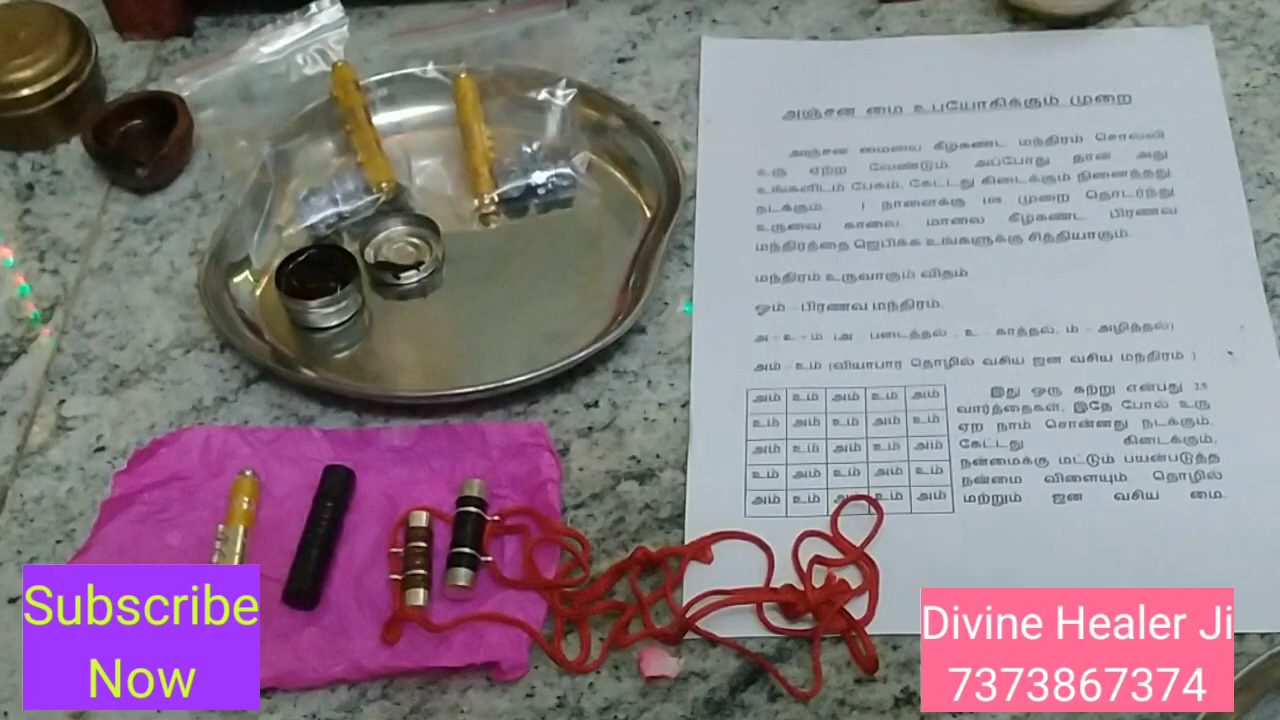 அஞ்சன மை உபயோகிக்கும் முறை
அஞ்சன மையை கீழ்கண்ட மந்திரம் சொல்லி
உரு ஏற்ற வேண்டும். அப்போது தான் அது
உங்களிடம் பேசும், கேட்டது கிடைக்கும் நினைத்தது
நடக்கும். 1 நாளைக்கு 108 முறை தொடர்ந்து
உருவை காலை, மாலை கீழ்கண்ட பிரணவ
மந்திரத்தை ஜெபிக்க உங்களுக்கு சித்தியாகும்.
மந்திரம் உருவாகும் விதம்
ஓம் - பிரணவ மந்திரம்.
அ - உ - ம் (அ படைத்தல் , உ - காத்தல், ம் - அழித்தல்)
அம் - உம் (வியாபார தொழில் வசிய ஜன வசிய மந்திரம் )
அம் உம் அம் உம் அம்
உம் அம் உம் அம் உம்
அம் உம் அம் உம் அம்
உம் அம் உம் அம் உம்
அம் உம் அம் உம் அம்
இது ஒரு சுற்று என்பது 25
வார்த்தைகள், இதே போல் உரு
ஏற நாம் சொன்னது நடக்கும்,
கேட்டது கிடைக்கும்,
நன்மைக்கு மட்டும் பயன்படுத்த
நன்மை விளையும் தொழில்
மற்றும் ஜன வசிய மை.
Subscribe
Now
Divine Healer Ji
7373867374